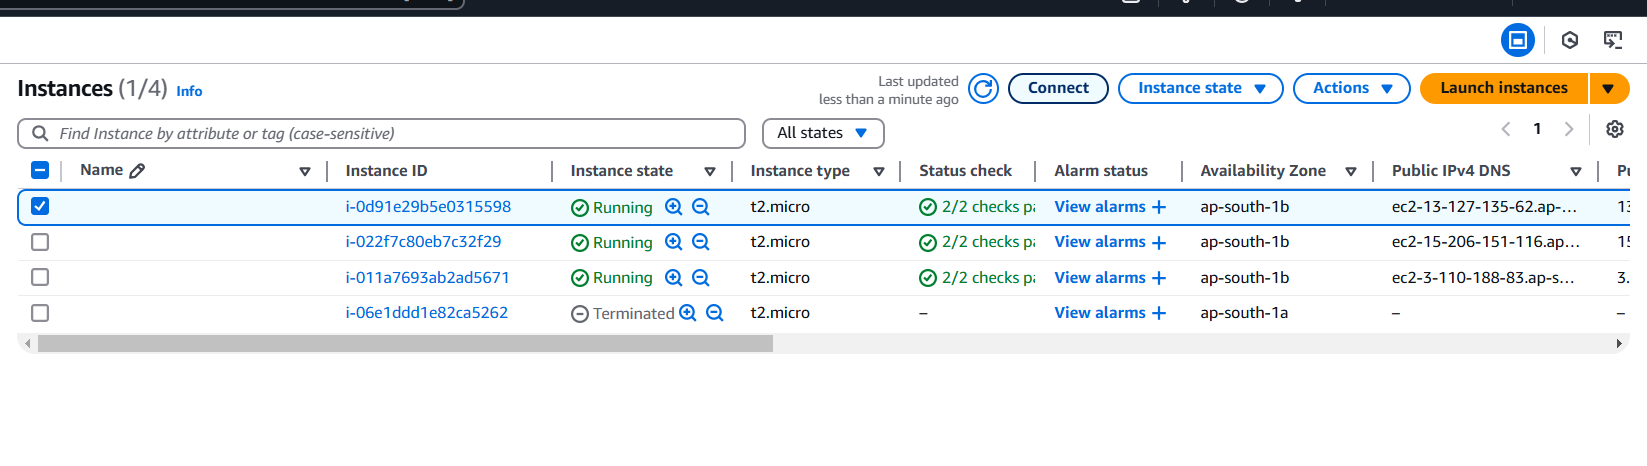 Instances (1/4) Info
Last updated
less than a minute ago
Connect
Instance state
Actions
Launch instances
Find Instance by attribute or tag (case-sensitive)
All states
1
Name Instance ID Instance state Instance type Status check Alarm status Availability Zone Public IPv4 DNS
i-0d91e29b5e0315598 Running t2.micro 2/2 checks pa View alarms + ap-south-1b ec2-13-127-135-62.ap-... 13
i-022f7c80eb7c32f29 Running t2.micro 2/2 checks pa View alarms + ap-south-1b ec2-15-206-151-116.ap... 15
i-011a7693ab2ad5671 Running t2.micro 2/2 checks pa View alarms + ap-south-1b ec2-3-110-188-83.ap-s... 3.
i-06e1ddd1e82ca5262 Terminated t2.micro – View alarms + ap-south-1a – –